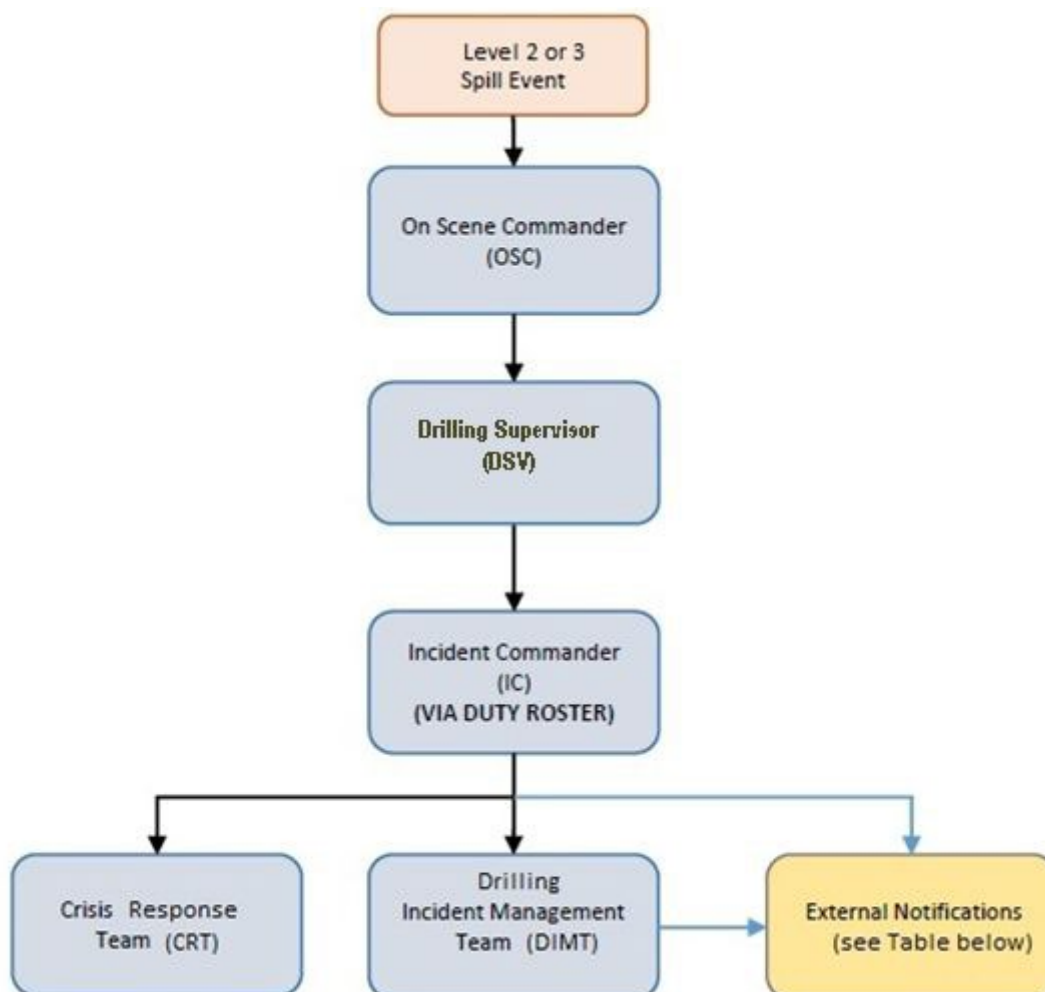 Level 2 or 3
Spill Event
On Scene Commander
(OSC)
Drilling Supervisor
(DSV)
Incident Commander
(IC)
(VIA DUTY ROSTER)
Crisis Response
Team (CRT)
Drilling
Incident Management
Team (DIMT)
External Notifications
(see Table below)